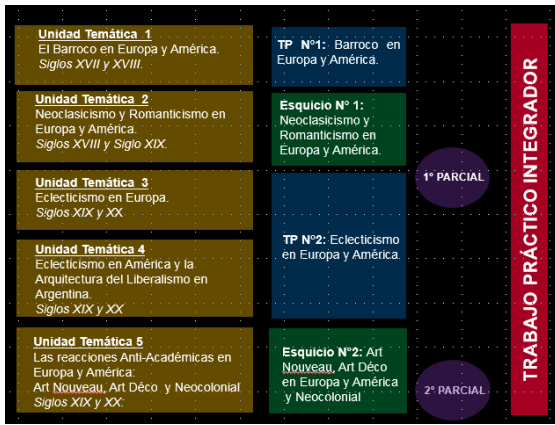 Unidad Temática  1
El Barroco en Europa y América.
Siglos XVII y XVIII.
TP N°1: Barroco en
Europa y América.
Unidad Temática  2
Neoclasicismo y Romanticismo en
Europa y América.
Siglos XVIII y Siglo XIX.
Esquicio N° 1:
Neoclasicismo y
Romanticismo en
Europa y América.
Unidad Temática  3
Eclecticismo en Europa.
Siglos XIX y XX
1° PARCIAL
Unidad Temática 4
Eclecticismo en América y la
Arquitectura del Liberalismo en
Argentina.
Siglos XIX y XX
TP N°2: Eclecticismo
en Europa y América.
Unidad Temática 5
Las reacciones Anti-Académicas en
Europa y América:
Art Nouveau, Art Déco  y Neocolonial
Siglos XIX y XX:
Esquicio N°2: Art
Nouveau, Art Déco
en Europa y América
y Neocolonial
2° PARCIAL
TRABAJO PRÁCTICO INTEGRADOR